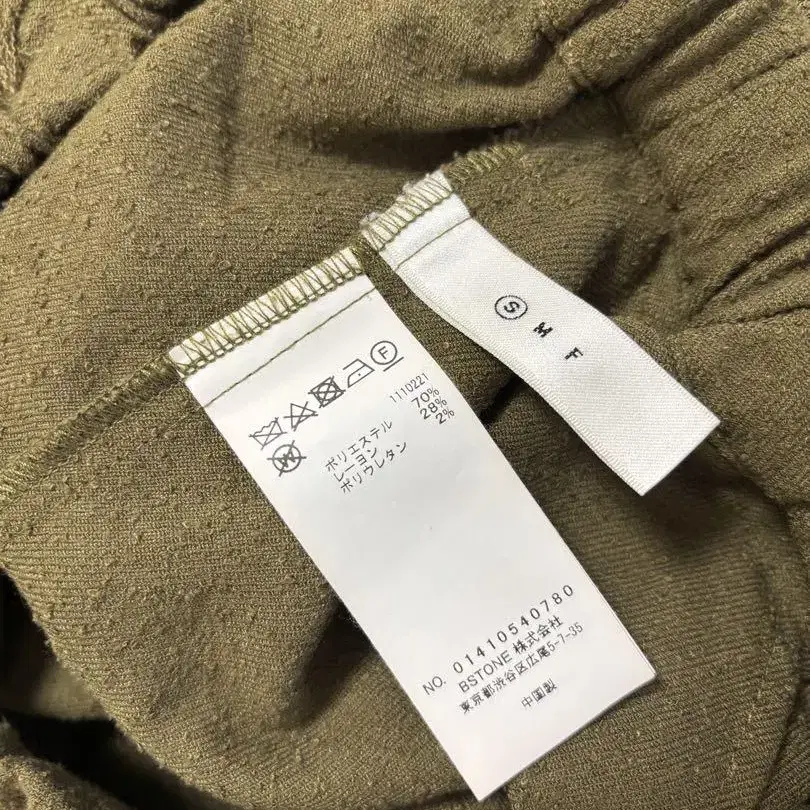 Ⓢ M F
F
W
1110221
ポリエステル 70%
レーヨン 28%
ポリウレタン 2%
NO. 01410540780
BSTONE 株式会社
東京都渋谷区広尾5-7-35
中国製